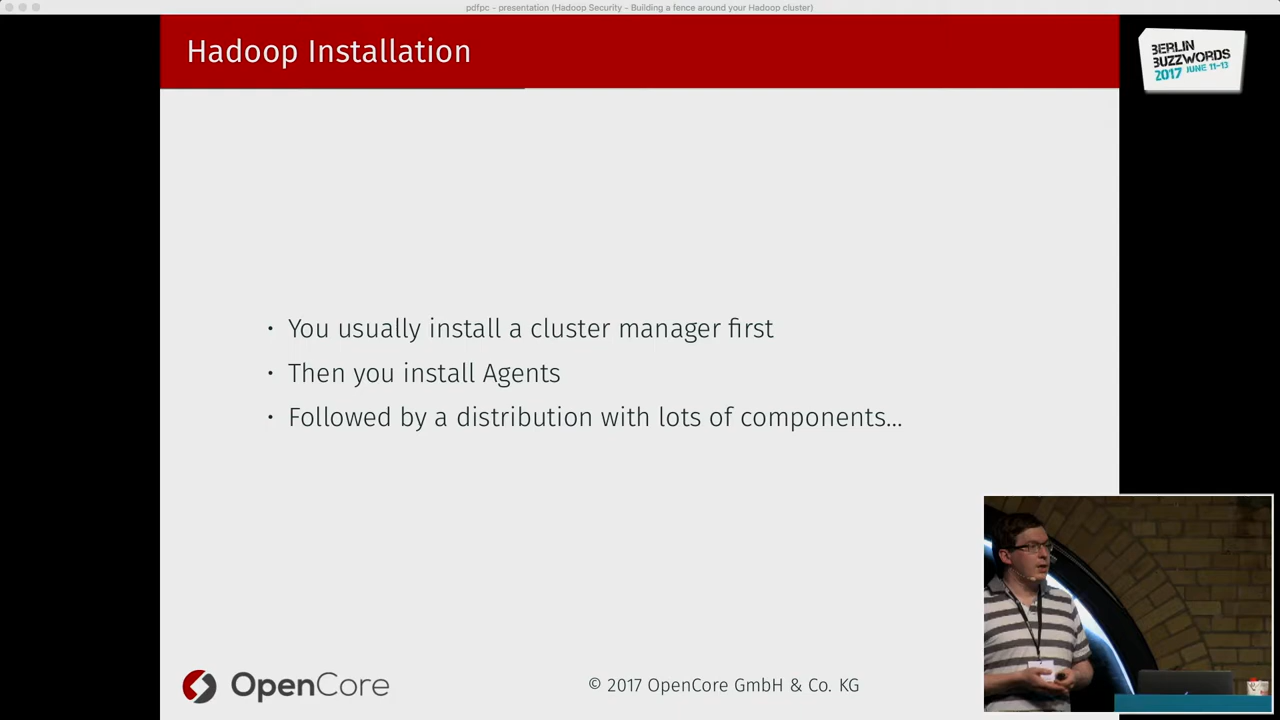 pdfpc - presentation (Hadoop Security - Building a fence around your Hadoop cluster)
Hadoop Installation
BERLIN
BUZZWORDS
2017 JUNE 11-13
• You usually install a cluster manager first
• Then you install Agents
• Followed by a distribution with lots of components...
OpenCore
© 2017 OpenCore GmbH & Co. KG